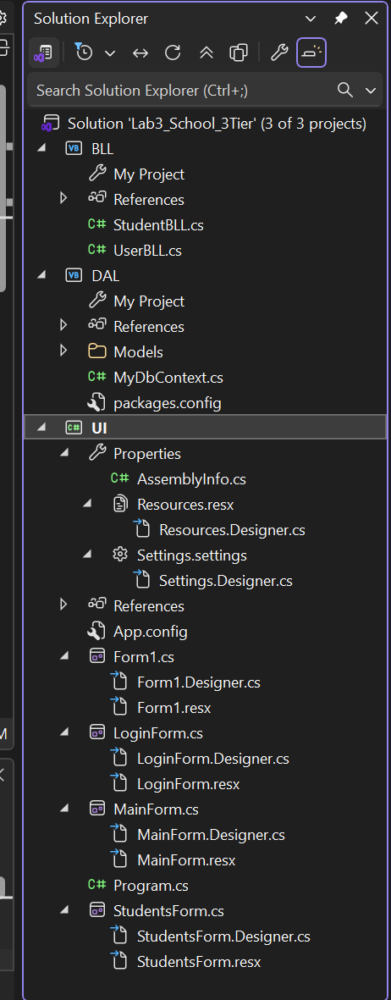 Solution Explorer
Search Solution Explorer (Ctrl+;)
Solution 'Lab3_School_3Tier' (3 of 3 projects)
VB BLL
My Project
References
C# StudentBLL.cs
C# UserBLL.cs
VB DAL
My Project
References
Models
C# MyDbContext.cs
packages.config
C# UI
Properties
C# AssemblyInfo.cs
Resources.resx
Resources.Designer.cs
Settings.settings
Settings.Designer.cs
References
App.config
Form1.cs
Form1.Designer.cs
Form1.resx
M
LoginForm.cs
LoginForm.Designer.cs
LoginForm.resx
MainForm.cs
MainForm.Designer.cs
MainForm.resx
C# Program.cs
StudentsForm.cs
StudentsForm.Designer.cs
StudentsForm.resx